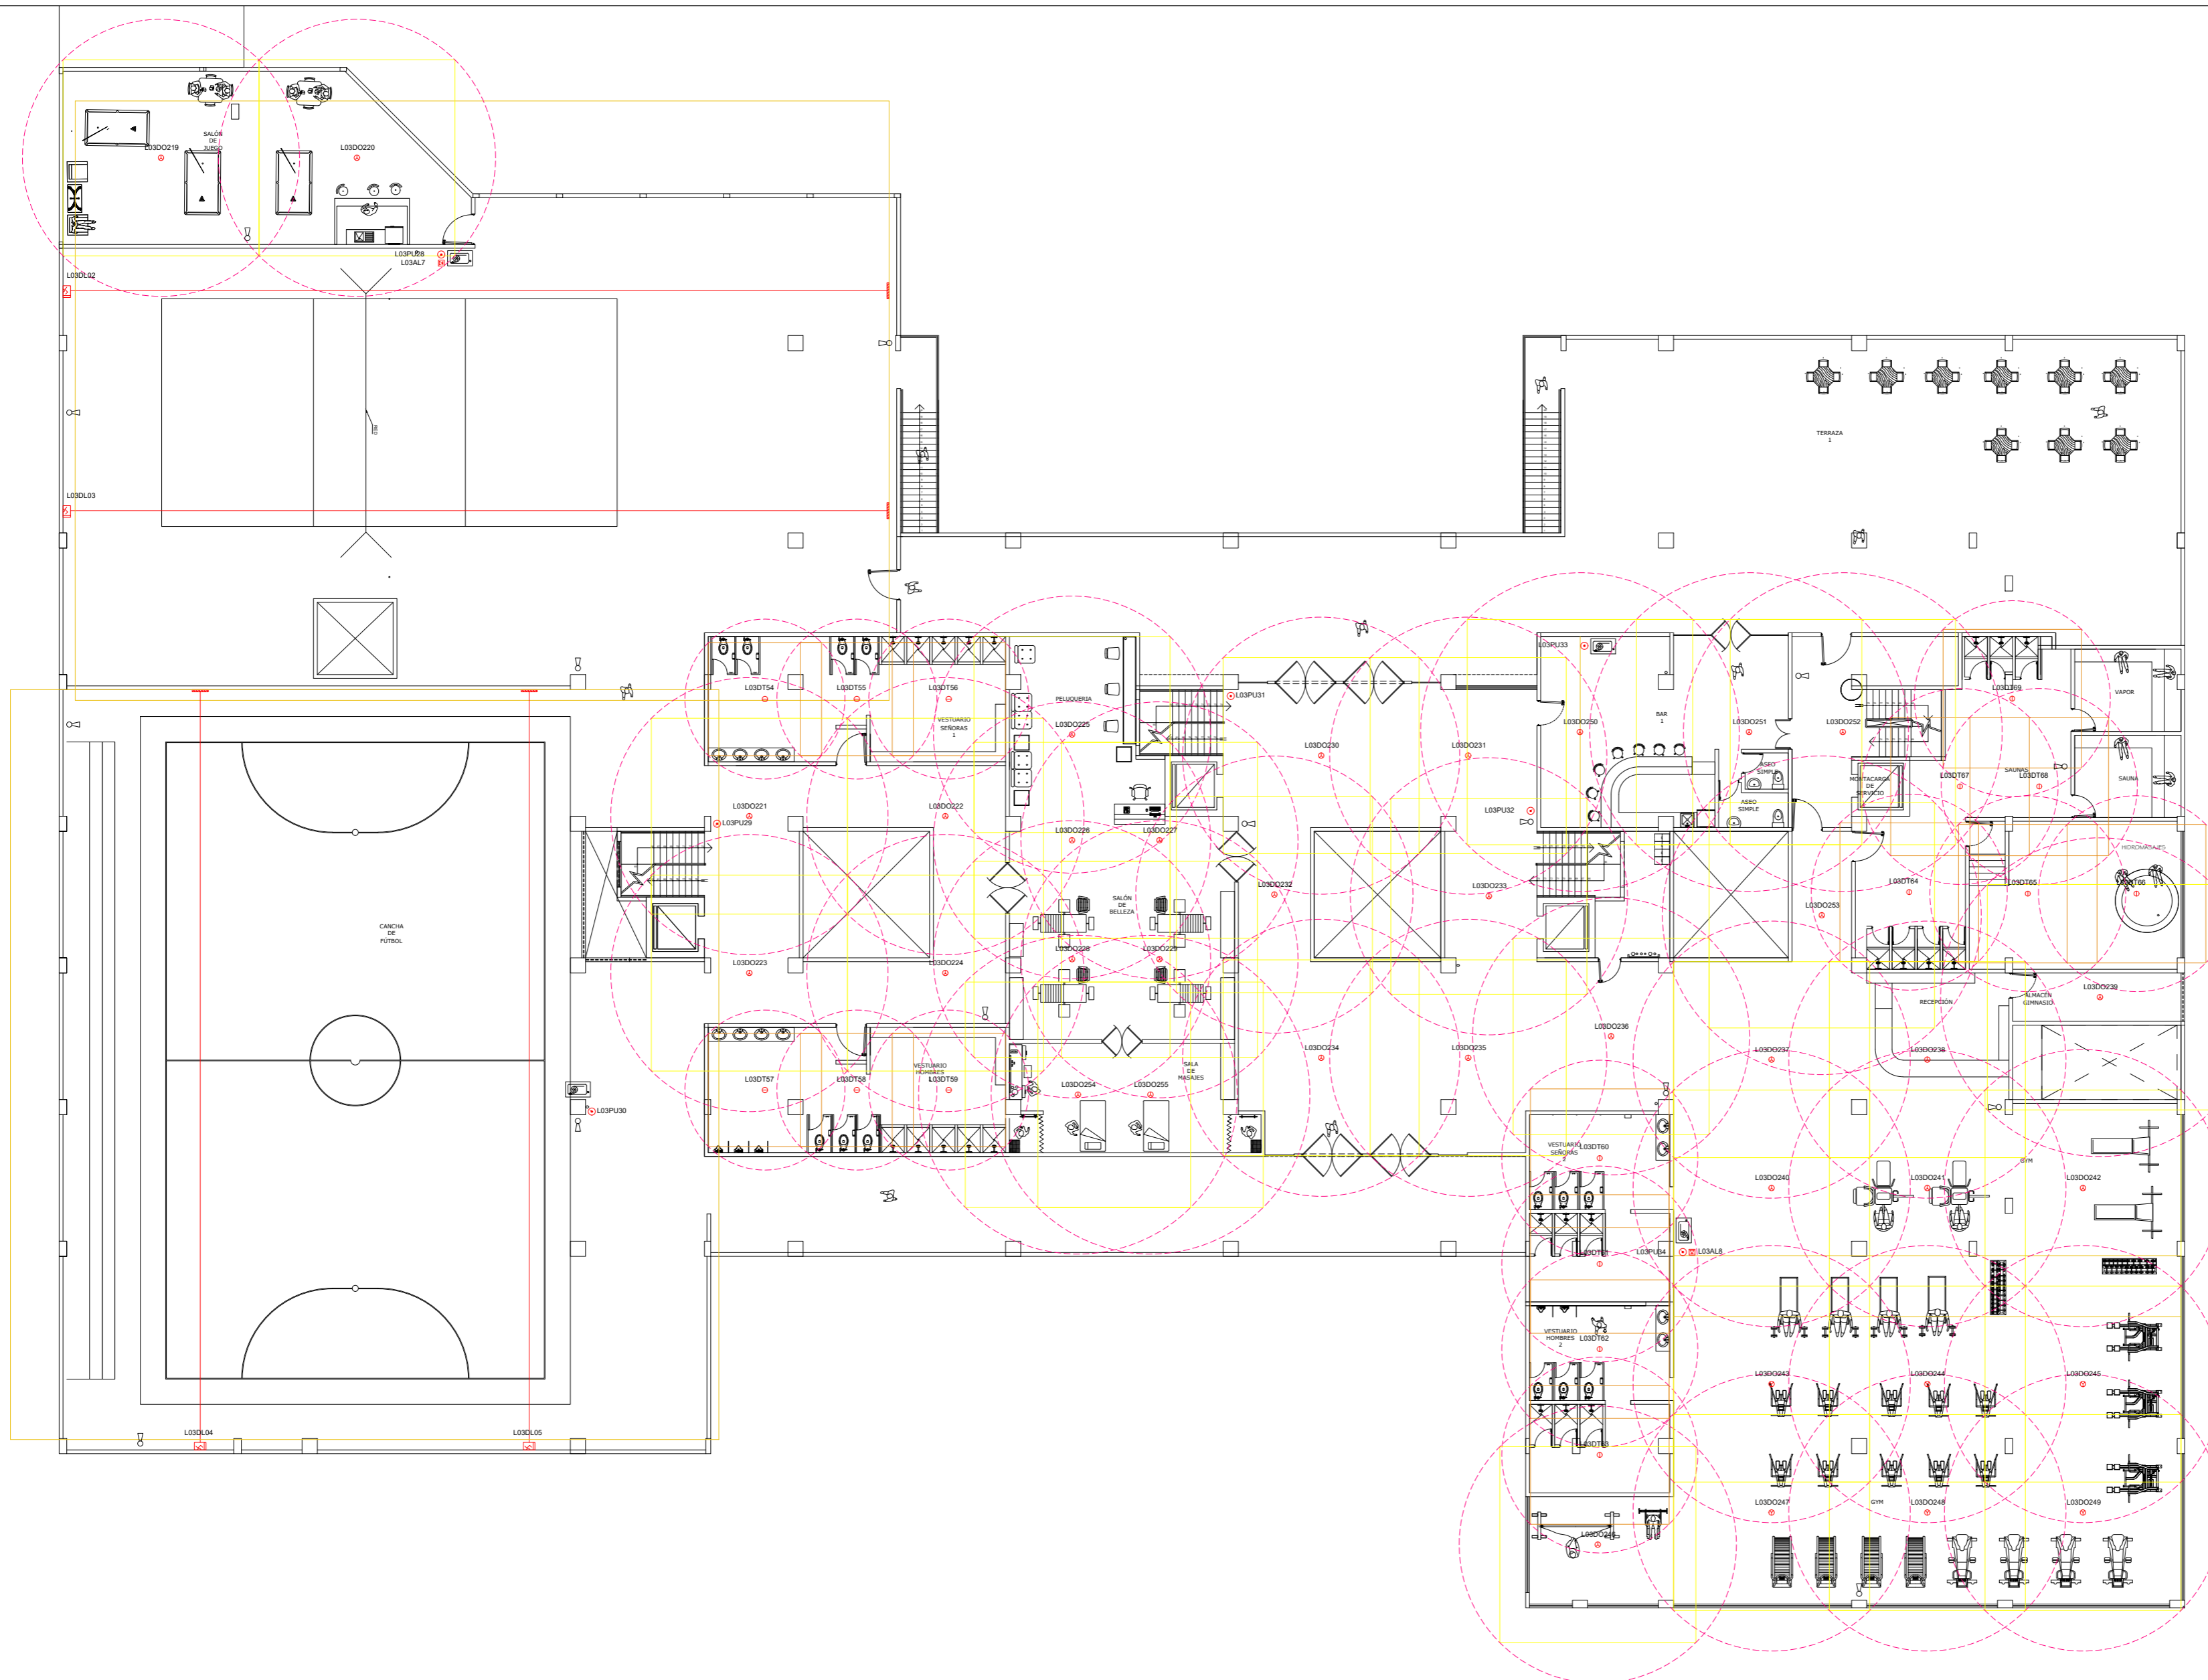 SALÓN
DE
JUEGO
L03DO219
L03DO220
L03PU28
L03AL7
L03DL02
RED
L03DL03
TERRAZA
1
L03PU33
L03DT54
L03DT55
L03DT56
PELUQUERIA
L03PU31
L03DT69
VAPOR
VESTUARIO
SEÑORAS
1
L03DO225
BAR
1
L03DO250
L03DO251
L03DO252
L03DO230
L03DO231
ASEO
SIMPLE
SAUNAS
L03DT67
L03DT68
SAUNA
MONTACARGA
DE
SERVICIO
ASEO
SIMPLE
L03DO221
L03DO222
L03PU29
L03PU32
L03DO226
L03DO227
HIDROMASAJES
L03DT64
L03DT65
L03DT66
L03DO232
L03DO233
SALÓN
DE
BELLEZA
L03DO253
CANCHA
DE
FÚTBOL
L03DO228
L03DO229
L03DO223
L03DO224
L03DO239
RECEPCIÓN
ALMACEN
GIMNASIO
L03DO236
L03DO234
L03DO235
L03DO237
L03DO238
VESTUARIO
HOMBRES
SALA
DE
MASAJES
L03DT57
L03DT58
L03DT59
L03DO254
L03DO255
L03PU30
VESTUARIO
SEÑORAS
2
L03DT60
GYM
L03DO240
L03DO241
L03DO242
L03DT61
L03PU34
L03AL8
VESTUARIO
HOMBRES
2
L03DT62
L03DO243
L03DO244
L03DO245
L03DL04
L03DL05
L03DT63
L03DO247
GYM
L03DO248
L03DO249
L03DO246